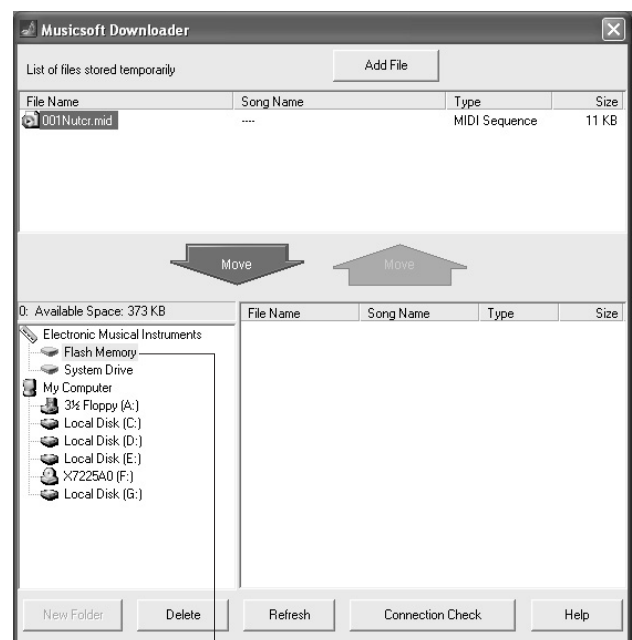 Musicsoft Downloader
List of files stored temporarily
Add File
File Name Song Name Type Size
001Nutcr.mid ---- MIDI Sequence 11 KB
Move Move
0: Available Space: 373 KB
File Name Song Name Type Size
Electronic Musical Instruments
Flash Memory
System Drive
My Computer
3½ Floppy (A:)
Local Disk (C:)
Local Disk (D:)
Local Disk (E:)
X7225A0 (F:)
Local Disk (G:)
New Folder Delete Refresh Connection Check Help